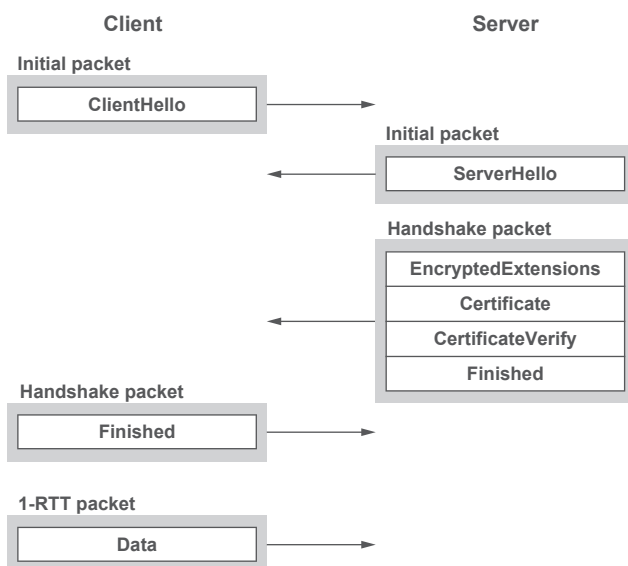 Client
Server
Initial packet
ClientHello
Initial packet
ServerHello
Handshake packet
EncryptedExtensions
Certificate
CertificateVerify
Finished
Handshake packet
Finished
1-RTT packet
Data